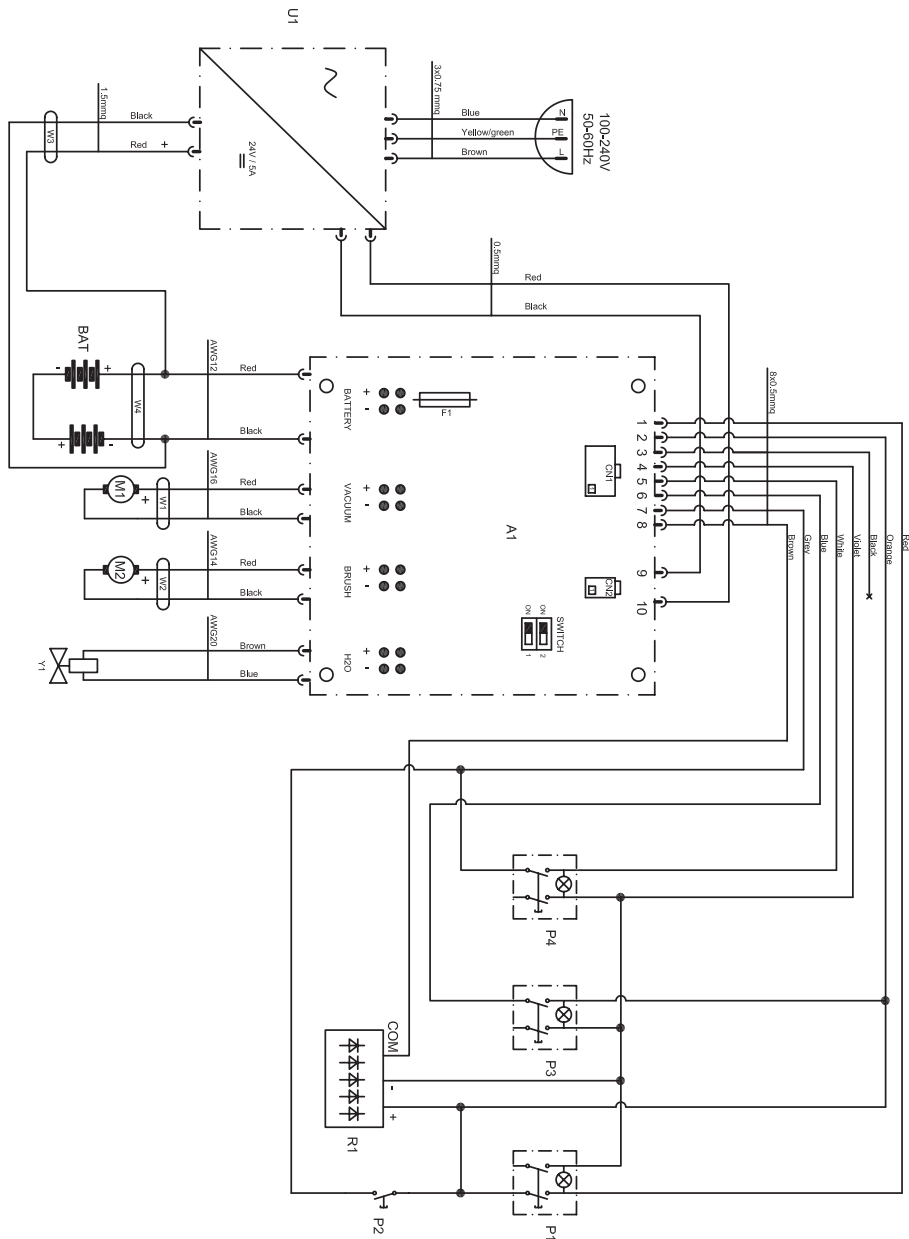 U1
24V / 5A
1.5mmq
Black
Red +
W3
3x0.75 mmq
Blue
Yellow/green
Brown
N
PE
L
100-240V
50-60Hz
0.5mmq
Red
Black
BAT
-
+
+
-
W4
AWG12
Red
Black
M1
+
W1
AWG16
Red
Black
M2
+
W2
AWG14
Red
Black
Y1
AWG20
Brown
Blue
BATTERY
+
-
F1
VACUUM
+
-
BRUSH
+
-
H2O
+
-
A1
CN1
1
CN2
1
SWITCH
ON
ON
1
2
1
2
3
4
5
6
7
8
9
10
8x0.5mmq
Red
Orange
Black
Violet
White
Blue
Grey
Brown
P4
P3
COM
-
+
R1
P2
P1